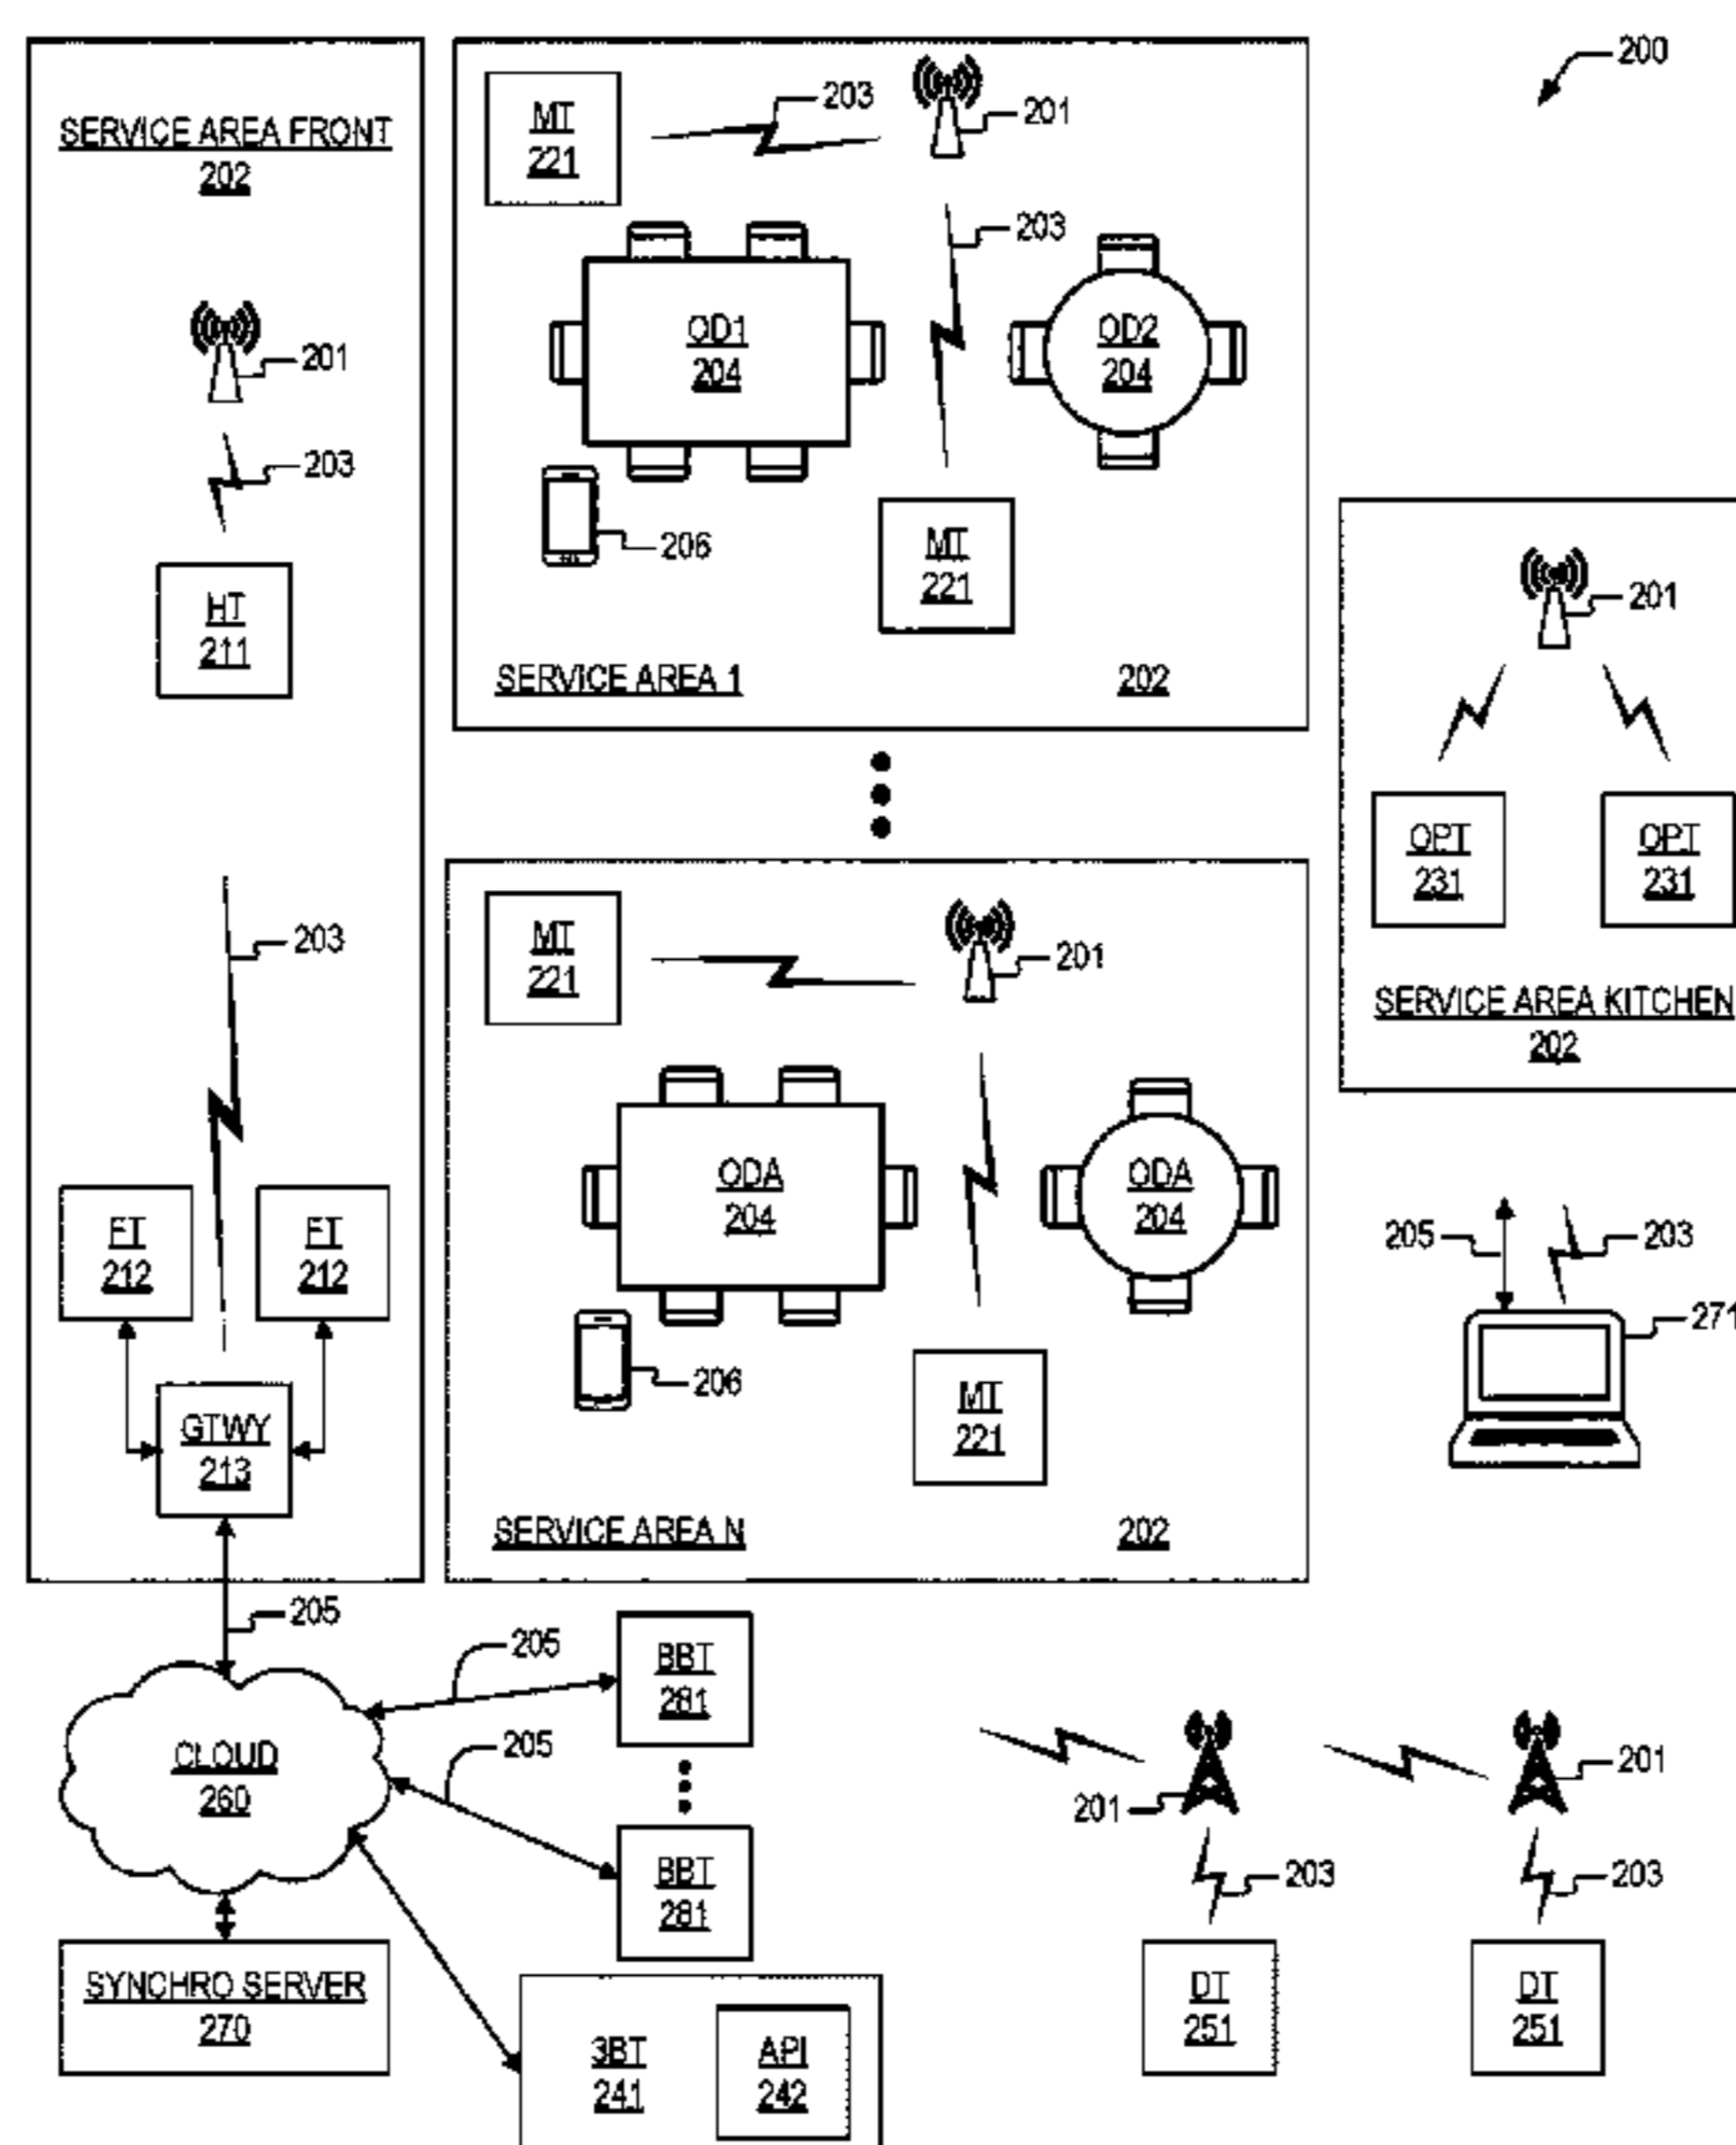 200
SERVICE AREA FRONT
202
201
203
HT
211
203
FT
212
FT
212
GTWY
213
205
MT
221
203
201
203
OD1
204
OD2
204
206
MT
221
SERVICE AREA 1
202
MT
221
201
ODA
204
ODA
204
206
MT
221
SERVICE AREA N
202
201
OPT
231
OPT
231
SERVICE AREA KITCHEN
202
205
203
271
CLOUD
260
205
BBT
281
205
BBT
281
SYNCHRO SERVER
270
3BT
241
API
242
201
203
DT
251
201
203
DT
251